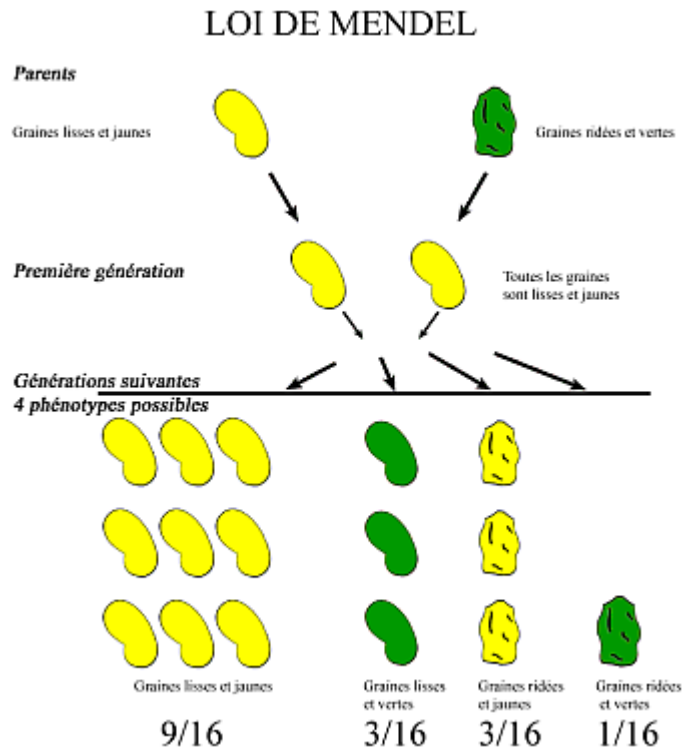 LOI DE MENDEL
Parents
Graines lisses et jaunes
Graines ridées et vertes
Première génération
Toutes les graines
sont lisses et jaunes
Générations suivantes
4 phénotypes possibles
Graines lisses et jaunes
Graines lisses
et vertes
Graines ridées
et jaunes
Graines ridées
et vertes
9/16
3/16
3/16
1/16